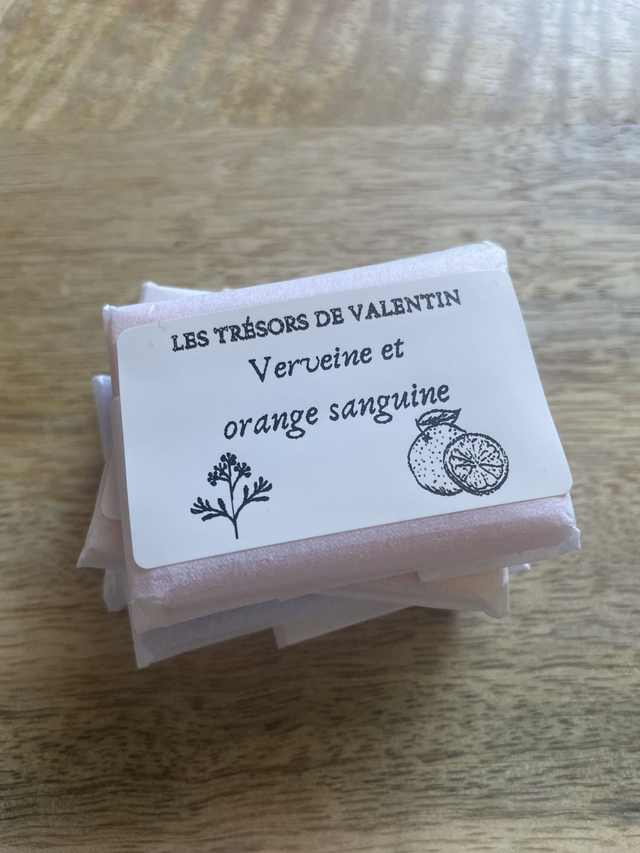 LES TRÉSORS DE VALENTIN
Verveine et
orange sanguine